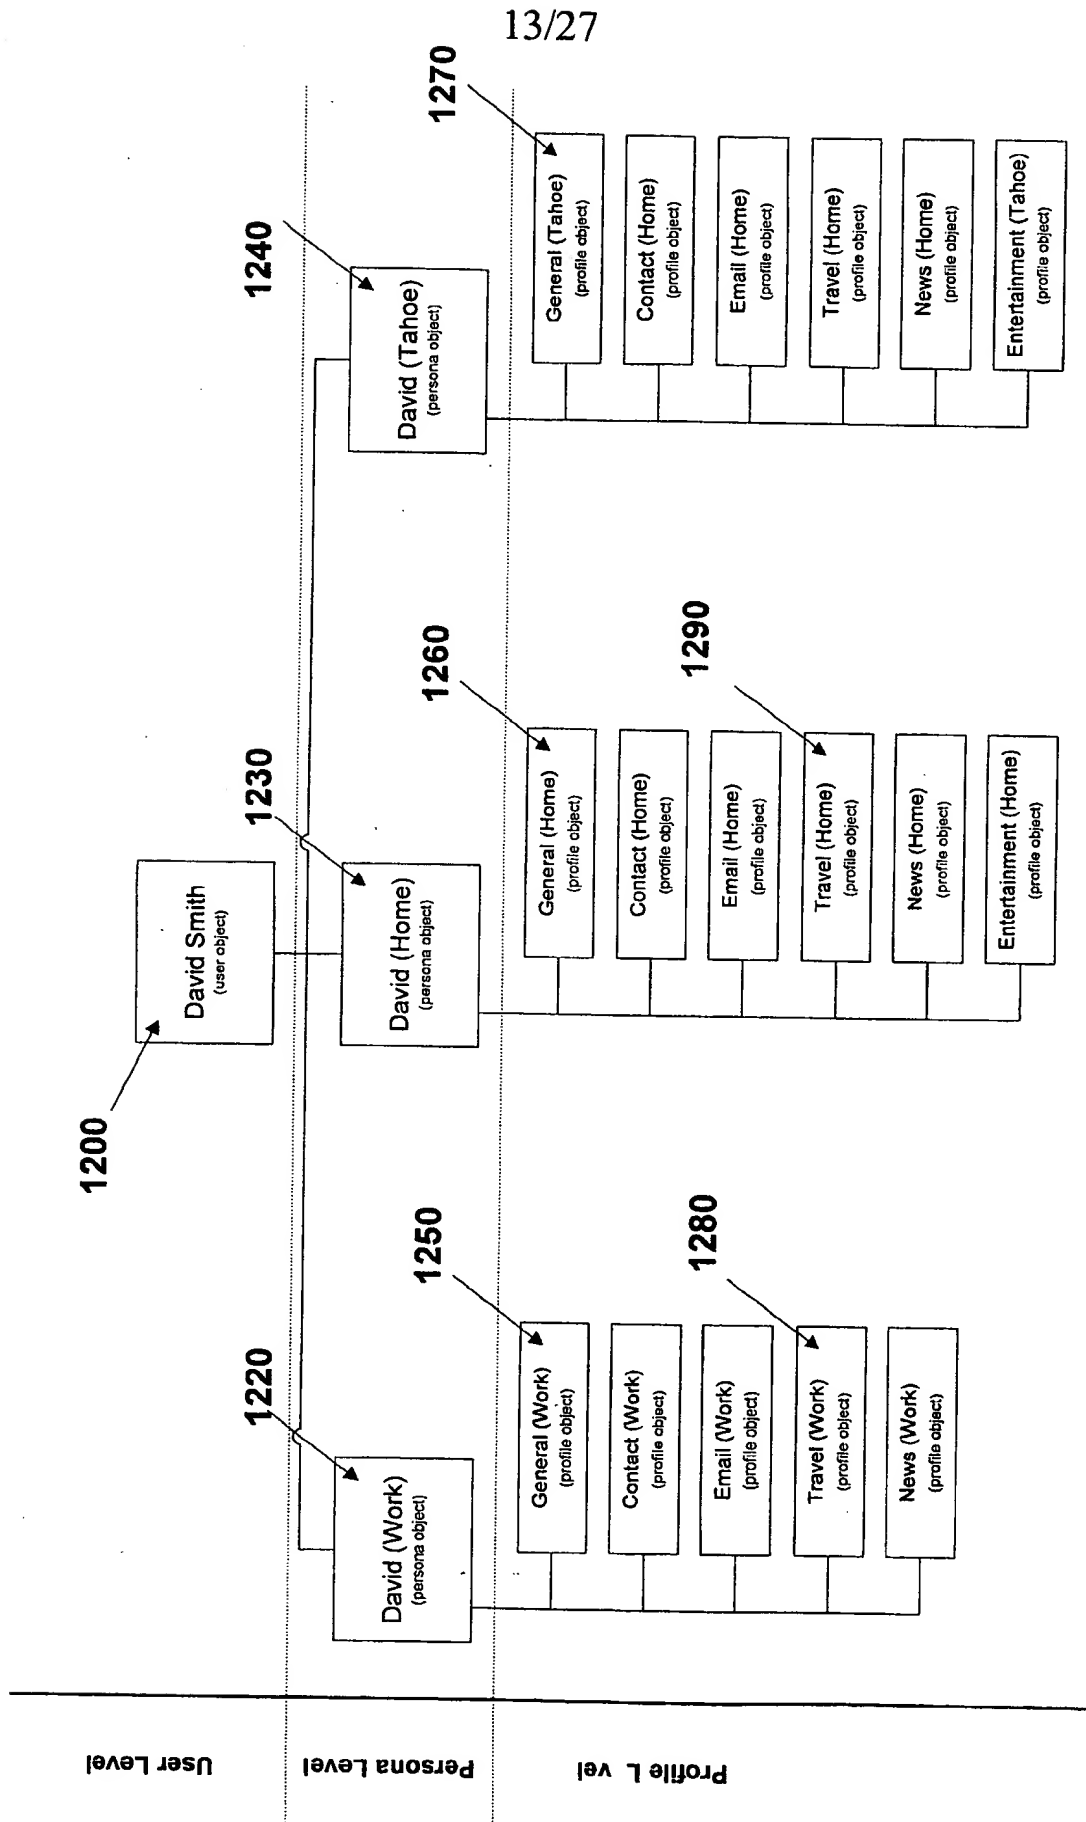 13/27
User Level
Persona Level
Profile L vel
1200
David Smith
(user object)
1220
David (Work)
(persona object)
1230
David (Home)
(persona object)
1240
David (Tahoe)
(persona object)
1250
General (Work)
(profile object)
Contact (Work)
(profile object)
Email (Work)
(profile object)
1280
Travel (Work)
(profile object)
News (Work)
(profile object)
1260
General (Home)
(profile object)
Contact (Home)
(profile object)
Email (Home)
(profile object)
1290
Travel (Home)
(profile object)
News (Home)
(profile object)
Entertainment (Home)
(profile object)
1270
General (Tahoe)
(profile object)
Contact (Home)
(profile object)
Email (Home)
(profile object)
Travel (Home)
(profile object)
News (Home)
(profile object)
Entertainment (Tahoe)
(profile object)